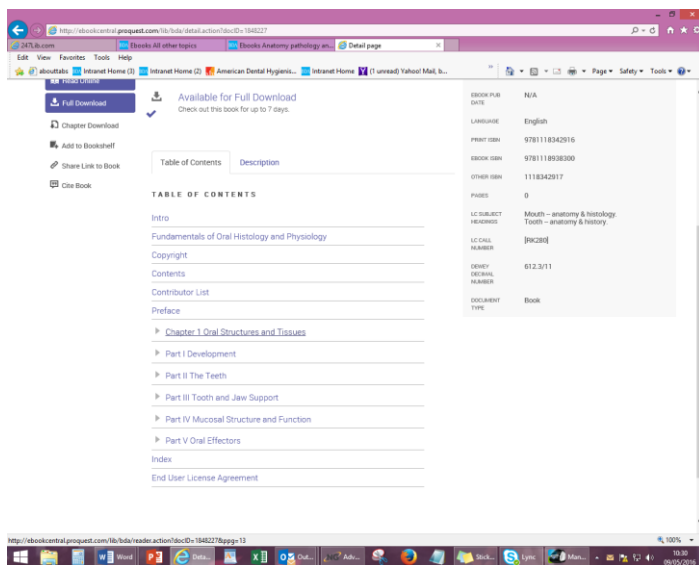 http://ebookcentral.proquest.com/lib/bda/detail.action?docID=1848227
247Lib.com
Ebooks All other topics
Ebooks Anatomy pathology an...
Detail page
Edit View Favorites Tools Help
abouttabs
Intranet Home (3)
Intranet Home (2)
American Dental Hygienis...
Intranet Home
(1 unread) Yahoo! Mail, b...
Page
Safety
Tools
Read Online
Full Download
Chapter Download
Add to Bookshelf
Share Link to Book
Cite Book
Available for Full Download
Check out this book for up to 7 days.
Table of Contents
Description
TABLE OF CONTENTS
Intro
Fundamentals of Oral Histology and Physiology
Copyright
Contents
Contributor List
Preface
Chapter 1 Oral Structures and Tissues
Part I Development
Part II The Teeth
Part III Tooth and Jaw Support
Part IV Mucosal Structure and Function
Part V Oral Effectors
Index
End User License Agreement
EBOOK PUB DATE
N/A
LANGUAGE
English
PRINT ISBN
9781118342916
EBOOK ISBN
9781118938300
OTHER ISBN
1118342917
PAGES
0
LC SUBJECT HEADINGS
Mouth -- anatomy & histology.
Tooth -- anatomy & history.
LC CALL NUMBER
[RK280]
DEWEY DECIMAL NUMBER
612.3/11
DOCUMENT TYPE
Book
http://ebookcentral.proquest.com/lib/bda/reader.action?docID=1848227&ppg=13
100%
Word
Deta...
Out...
Adv...
Stick...
Lync
Man...
10:30
09/05/2016